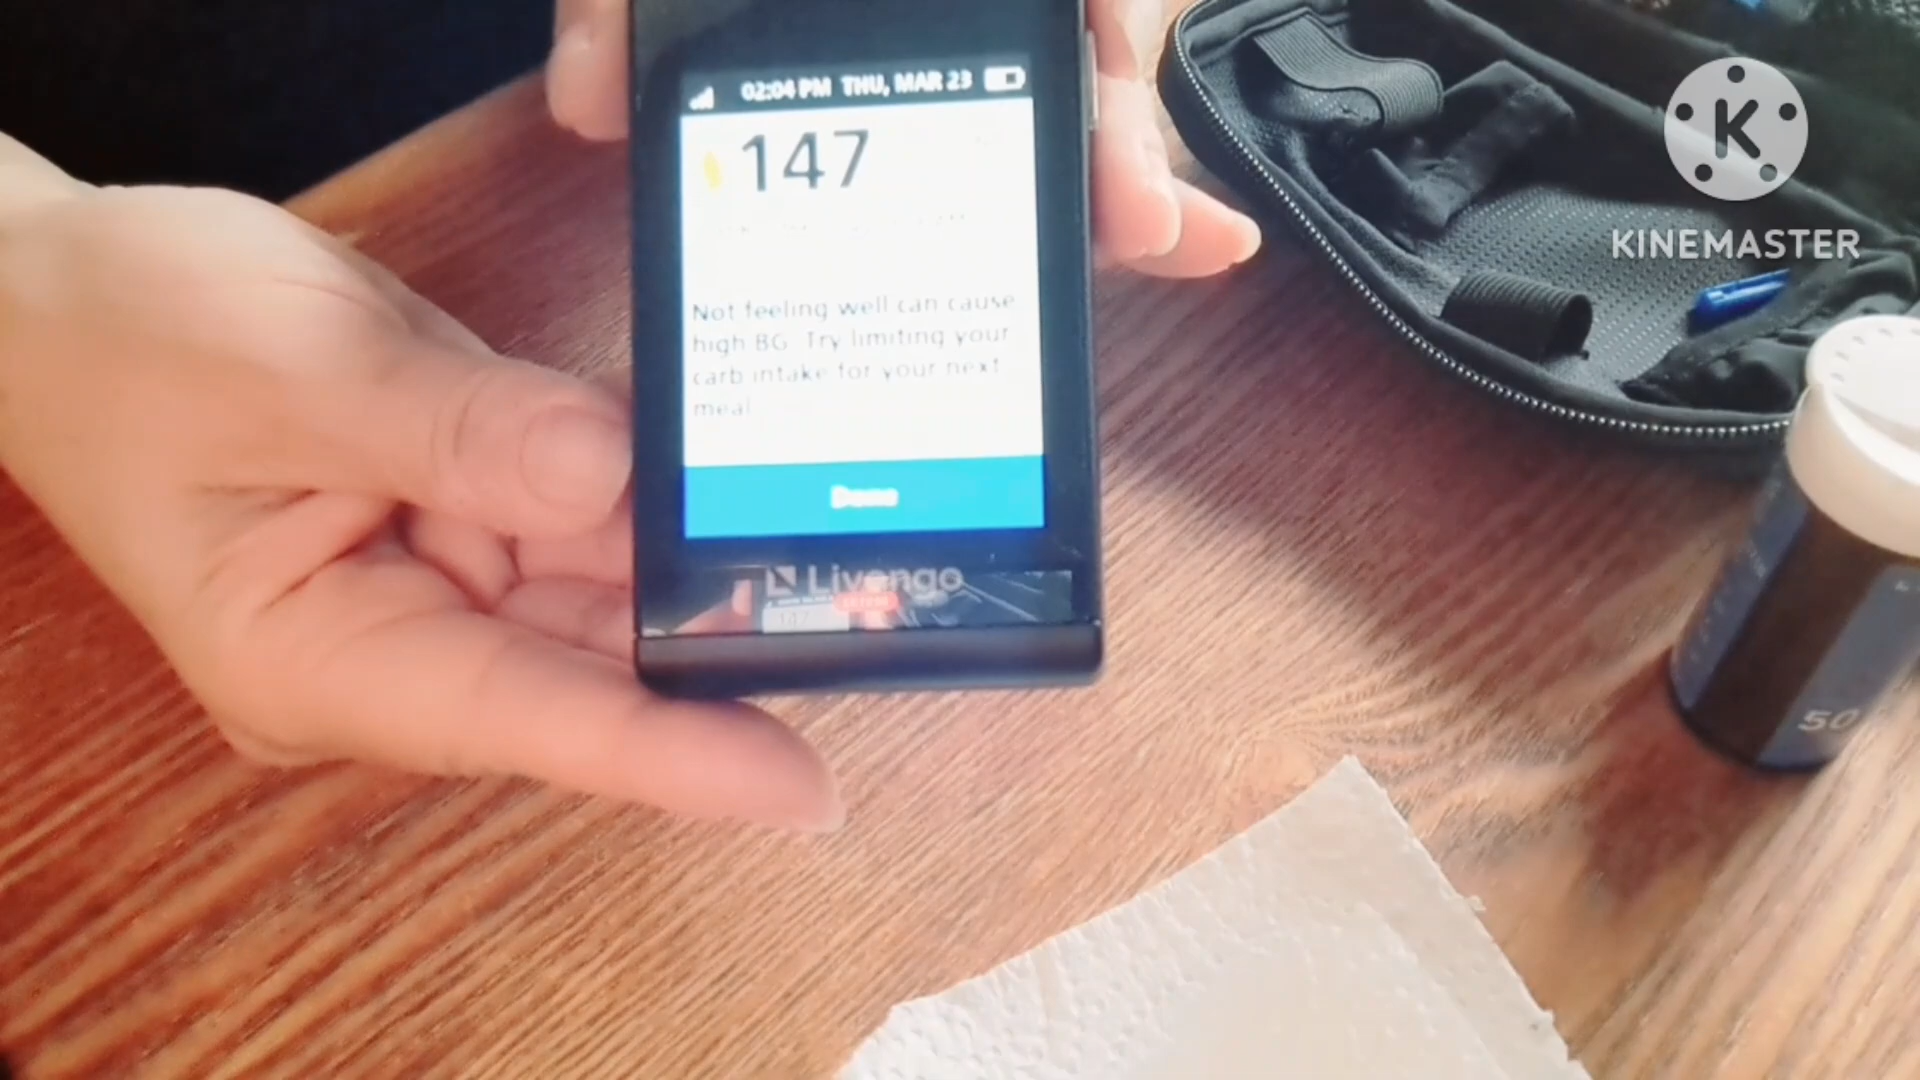 02:04 PM THU, MAR 23
147
Not feeling well can cause
high BG. Try limiting your
carb intake for your next
meal
Done
Livongo
147
K
KINEMASTER
50